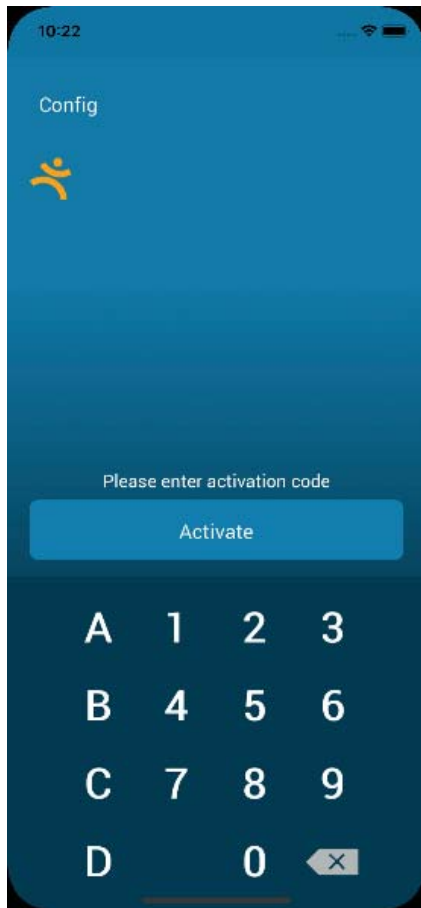 10:22
Config
Please enter activation code
Activate
A 1 2 3
B 4 5 6
C 7 8 9
D 0